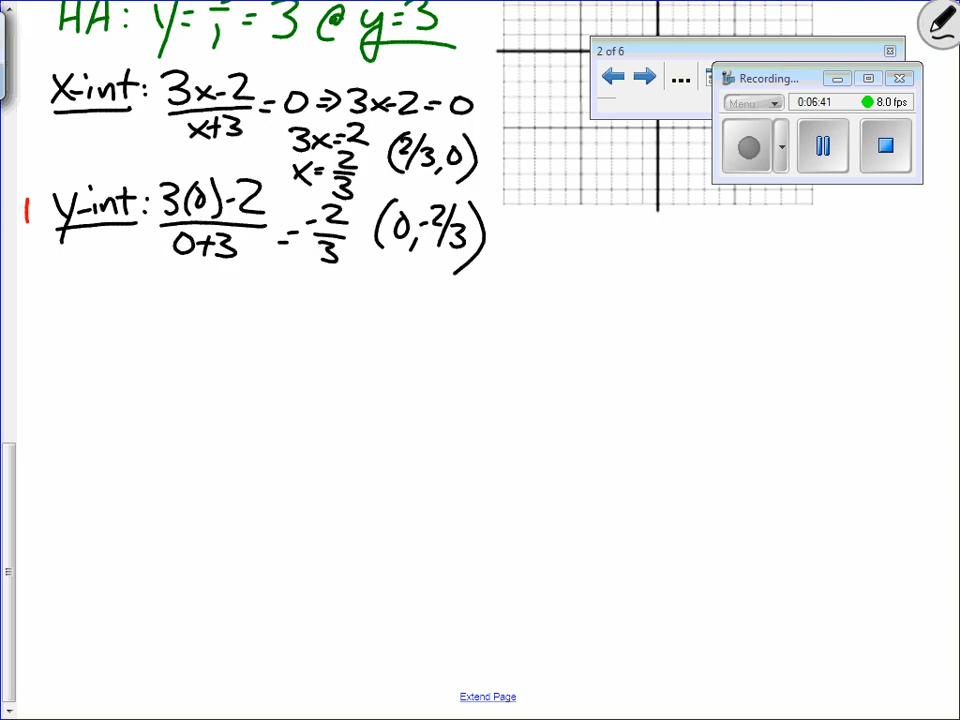 HA: y = 3/1 = 3 @ y=3
x-int: (3x-2)/(x+3) = 0 ⇒ 3x-2 = 0
3x=2
x= 2/3 (2/3, 0)
y-int: (3(0)-2)/(0+3) = -2/3 (0, -2/3)
2 of 6
...
Recording...
Menu 0:06:41 8.0 fps
Extend Page